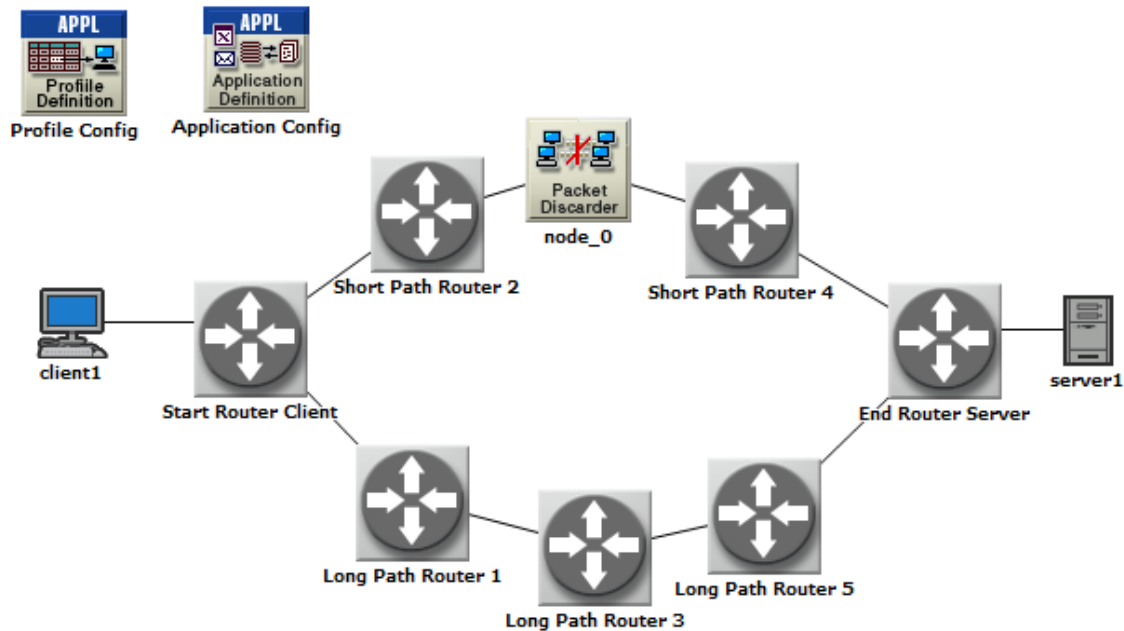 APPL
Profiile
Definition
Profile Config
APPL
Application
Definition
Application Config
Packet
Discarder
node_0
Short Path Router 2
Short Path Router 4
client1
Start Router Client
End Router Server
server1
Long Path Router 1
Long Path Router 3
Long Path Router 5